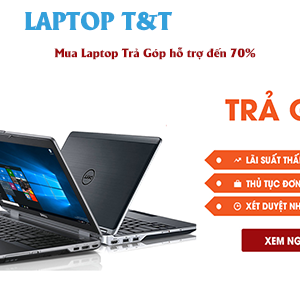 LAPTOP T&T
Mua Laptop Trả Góp hỗ trợ đến 70%
TRẢ G
LÃI SUẤT THẤ
THỦ TỤC ĐƠN
XÉT DUYỆT NH
XEM NG
DELL